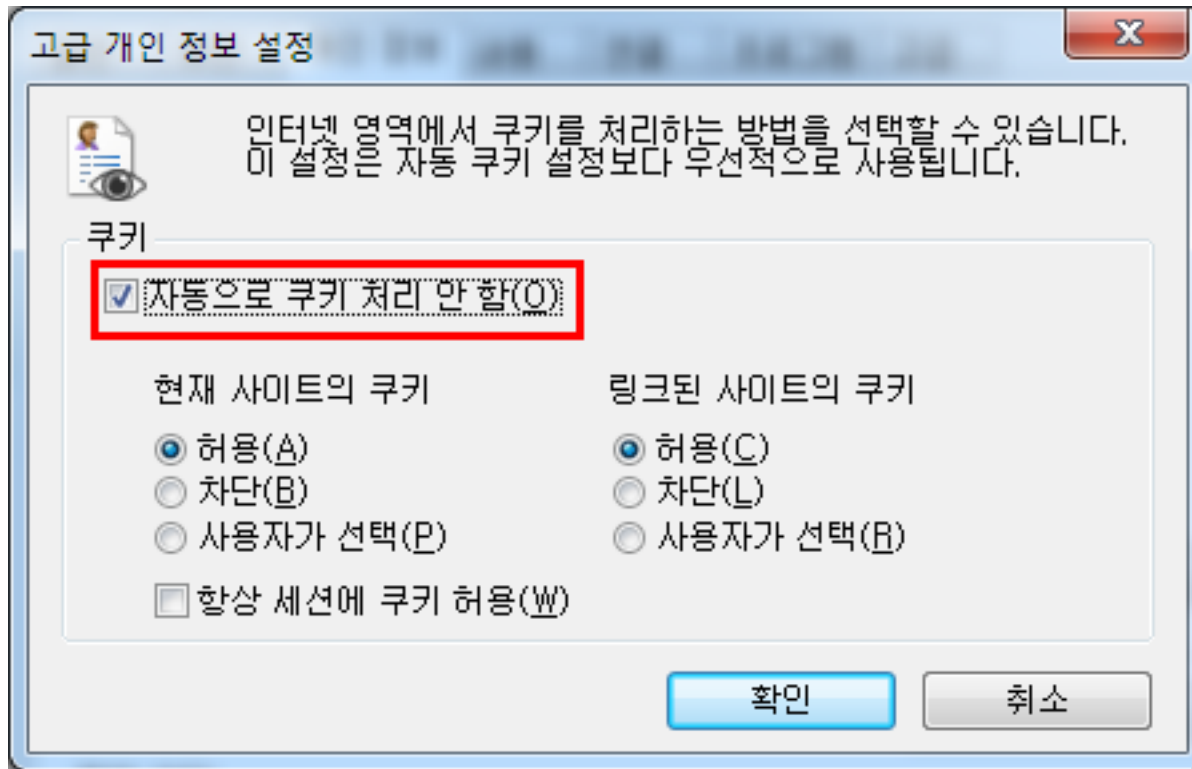 고급 개인 정보 설정
인터넷 영역에서 쿠키를 처리하는 방법을 선택할 수 있습니다.
이 설정은 자동 쿠키 설정보다 우선적으로 사용됩니다.
쿠키
자동으로 쿠키 처리 안 함(O)
현재 사이트의 쿠키 링크된 사이트의 쿠키
허용(A) 허용(C)
차단(B) 차단(L)
사용자가 선택(P) 사용자가 선택(R)
항상 세션에 쿠키 허용(W)
확인 취소